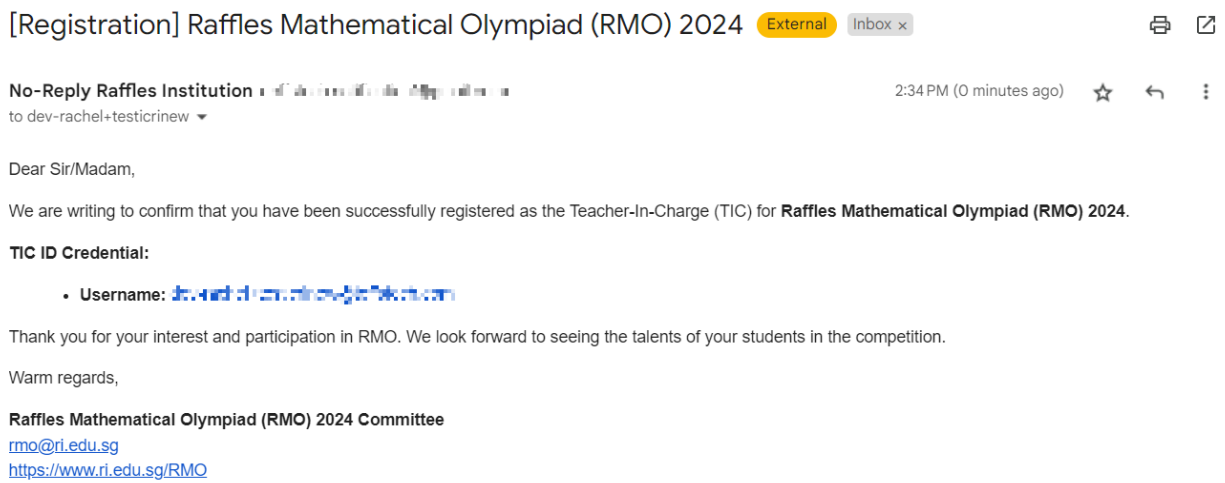 [Registration] Raffles Mathematical Olympiad (RMO) 2024 External Inbox ×
No-Reply Raffles Institution 2:34 PM (0 minutes ago)
to dev-rachel+testicrinew
Dear Sir/Madam,
We are writing to confirm that you have been successfully registered as the Teacher-In-Charge (TIC) for Raffles Mathematical Olympiad (RMO) 2024.
TIC ID Credential:
• Username:
Thank you for your interest and participation in RMO. We look forward to seeing the talents of your students in the competition.
Warm regards,
Raffles Mathematical Olympiad (RMO) 2024 Committee
rmo@ri.edu.sg
https://www.ri.edu.sg/RMO